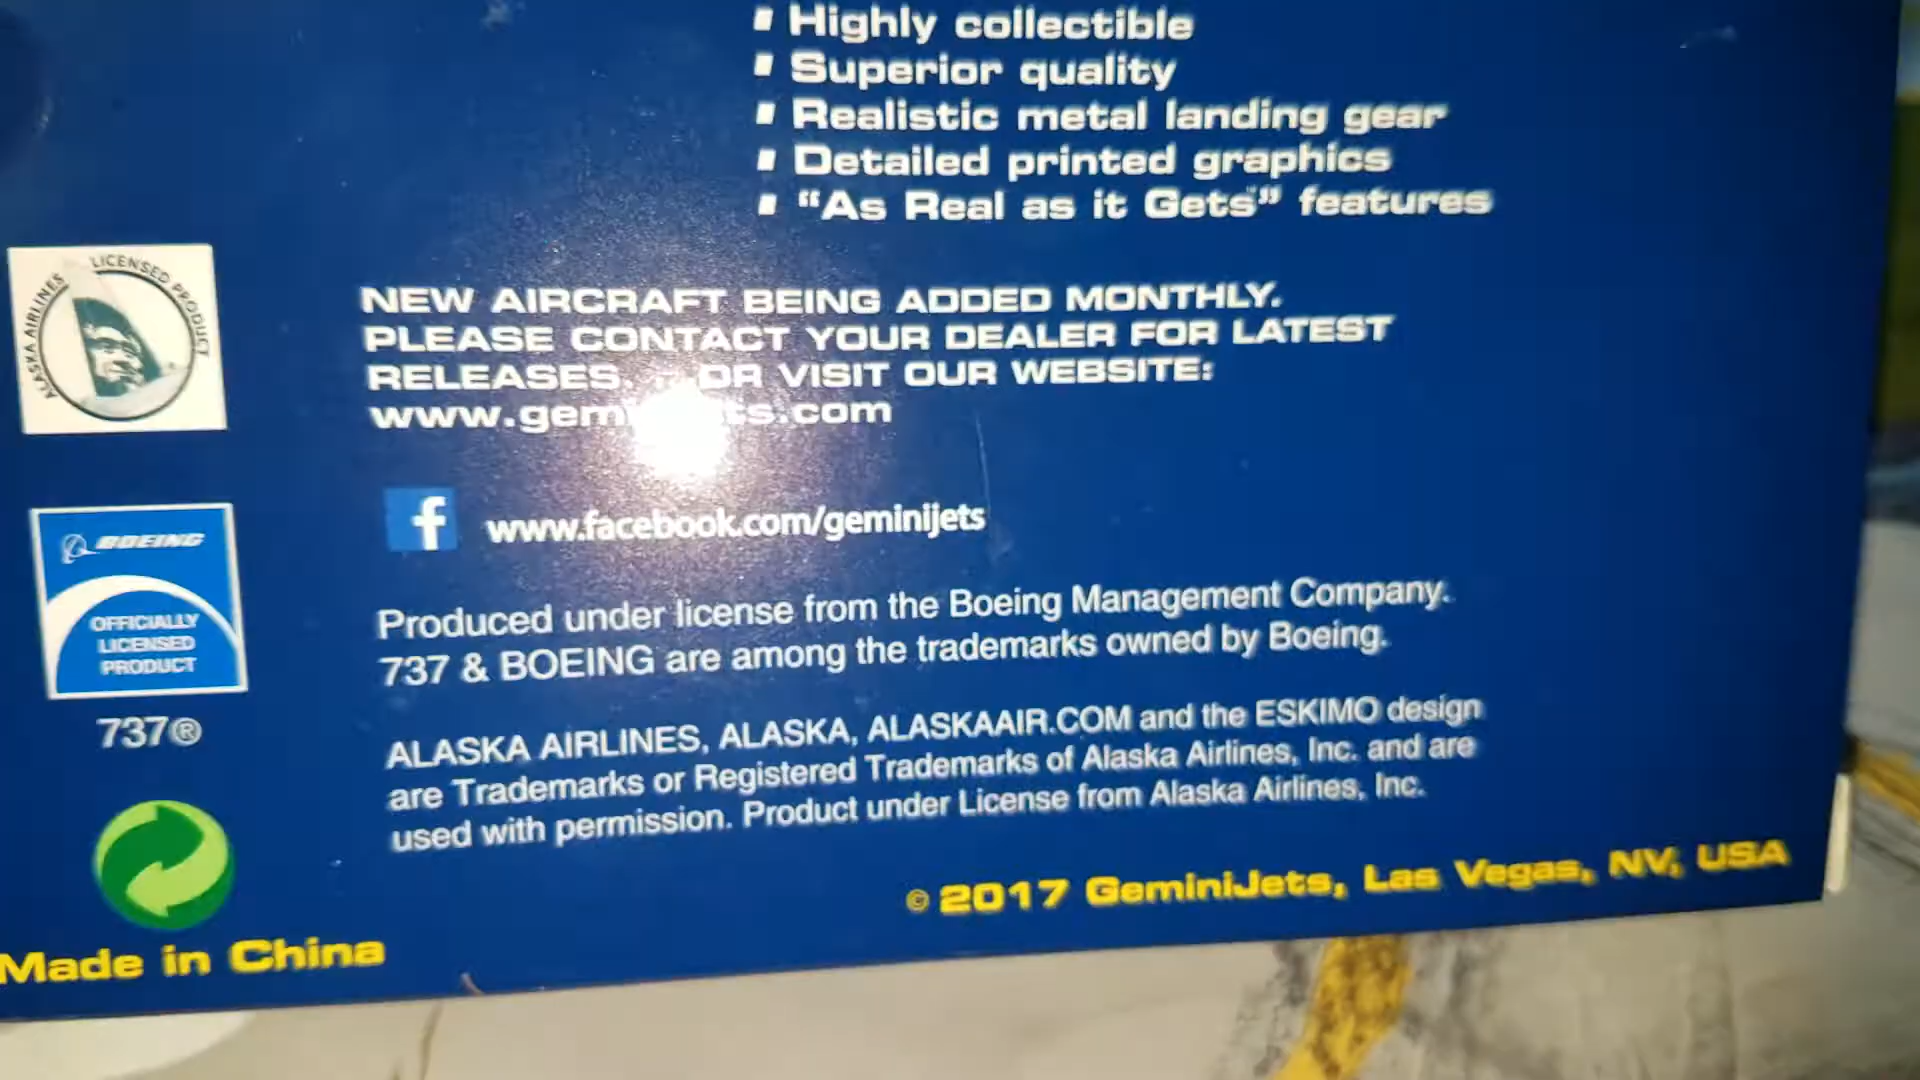 Highly collectible
Superior quality
Realistic metal landing gear
Detailed printed graphics
"As Real as it Gets" features
ALASKA AIRLINES LICENSED PRODUCT
NEW AIRCRAFT BEING ADDED MONTHLY.
PLEASE CONTACT YOUR DEALER FOR LATEST
RELEASES. OR VISIT OUR WEBSITE:
www.facebook.com/geminijets
BOEING
OFFICIALLY
LICENSED
PRODUCT
737®
Produced under license from the Boeing Management Company.
737 & BOEING are among the trademarks owned by Boeing.
ALASKA AIRLINES, ALASKA, ALASKAAIR.COM and the ESKIMO design
are Trademarks or Registered Trademarks of Alaska Airlines, Inc. and are
used with permission. Product under License from Alaska Airlines, Inc.
© 2017 GeminiJets, Las Vegas, NV, USA
Made in China